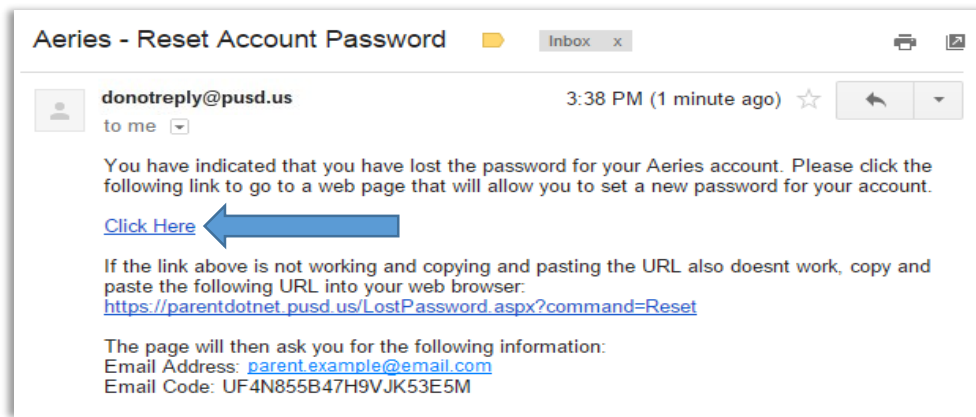 Aeries - Reset Account Password
Inbox x
donotreply@pusd.us
3:38 PM (1 minute ago)
to me
You have indicated that you have lost the password for your Aeries account. Please click the
following link to go to a web page that will allow you to set a new password for your account.
Click Here
If the link above is not working and copying and pasting the URL also doesnt work, copy and
paste the following URL into your web browser:
https://parentdotnet.pusd.us/LostPassword.aspx?command=Reset
The page will then ask you for the following information:
Email Address: parent.example@email.com
Email Code: UF4N855B47H9VJK53E5M